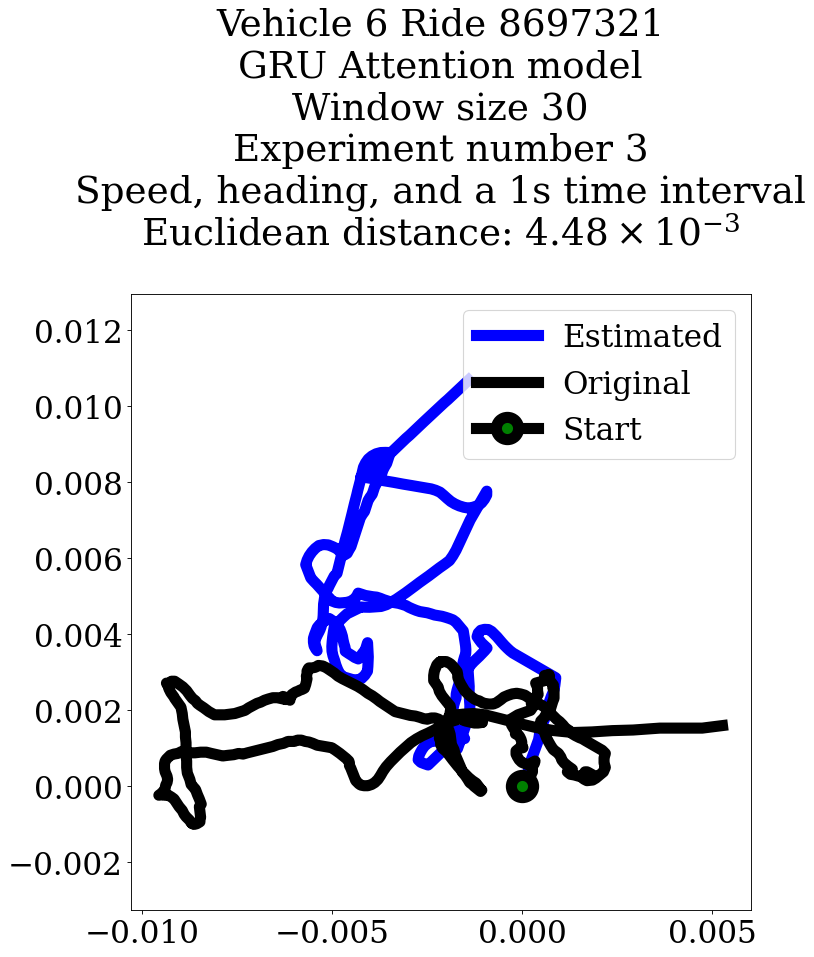 Vehicle 6 Ride 8697321
GRU Attention model
Window size 30
Experiment number 3
Speed, heading, and a 1s time interval
Euclidean distance: 4.48 × 10⁻³
Estimated
Original
Start
0.012
0.010
0.008
0.006
0.004
0.002
0.000
−0.002
−0.010 −0.005 0.000 0.005